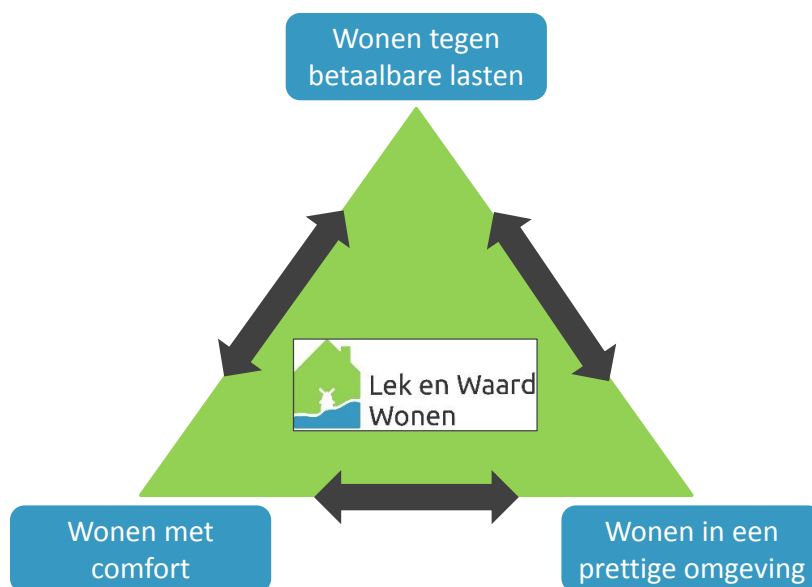 Wonen tegen
betaalbare lasten
Lek en Waard
Wonen
Wonen met
comfort
Wonen in een
prettige omgeving